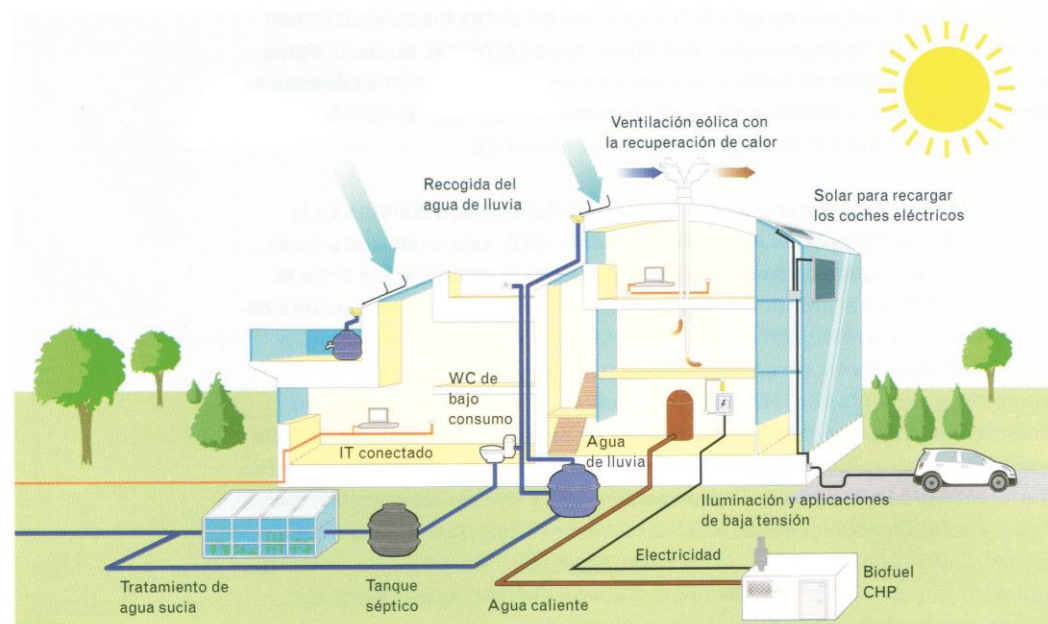 Ventilación eólica con
la recuperación de calor
Recogida del
agua de lluvia
Solar para recargar
los coches eléctricos
WC de
bajo
consumo
IT conectado
Agua
de lluvia
Iluminación y aplicaciones
de baja tensión
Electricidad
Biofuel
CHP
Tratamiento de
agua sucia
Tanque
séptico
Agua caliente